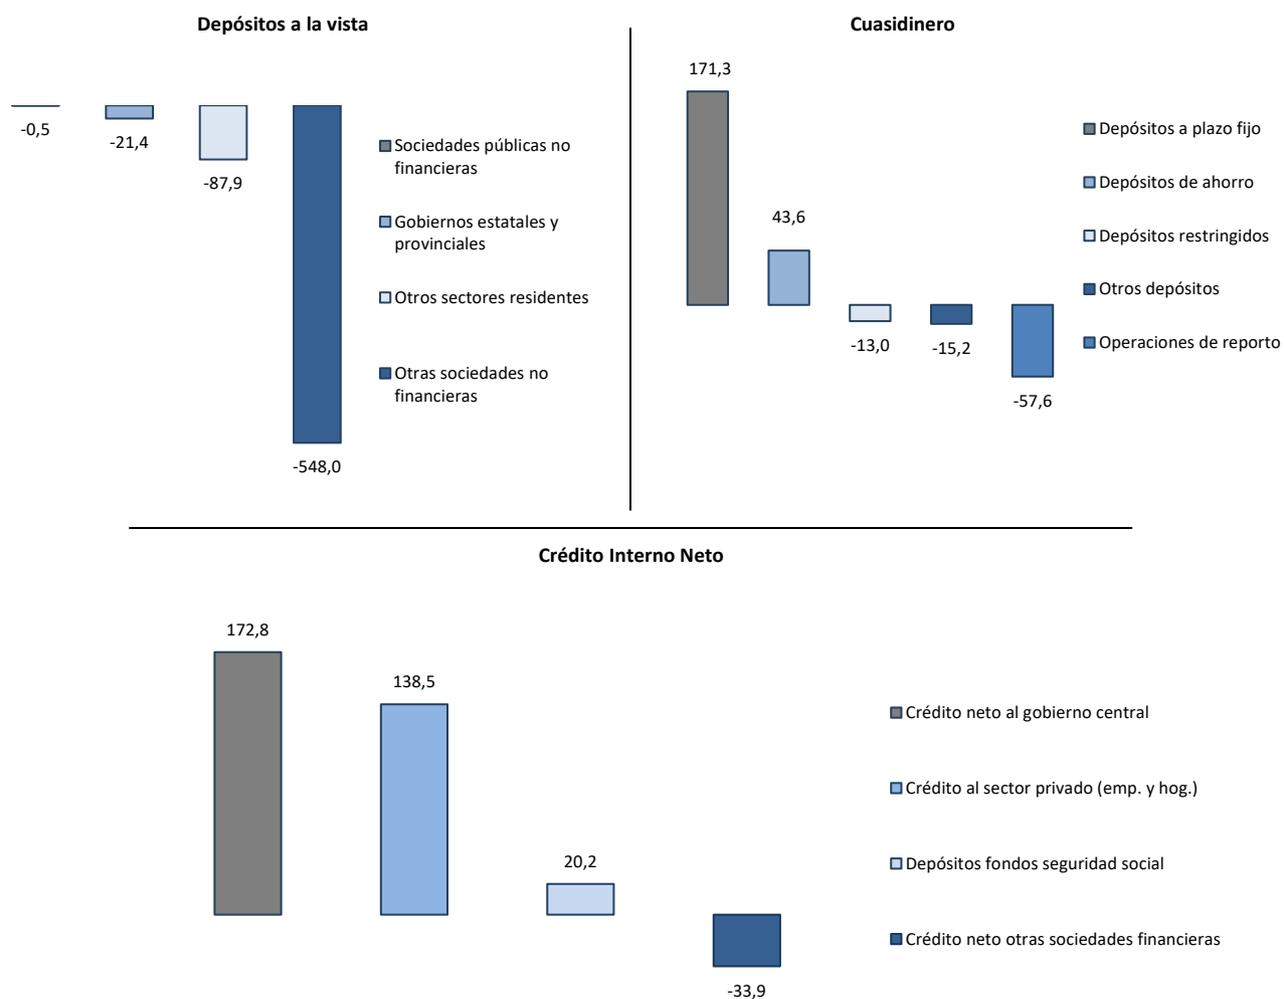 Depósitos a la vista
-0,5
-21,4
-87,9
-548,0
Sociedades públicas no
financieras
Gobiernos estatales y
provinciales
Otros sectores residentes
Otras sociedades no
financieras
Cuasidinero
171,3
43,6
-13,0
-15,2
-57,6
Depósitos a plazo fijo
Depósitos de ahorro
Depósitos restringidos
Otros depósitos
Operaciones de reporto
Crédito Interno Neto
172,8
138,5
20,2
-33,9
Crédito neto al gobierno central
Crédito al sector privado (emp. y hog.)
Depósitos fondos seguridad social
Crédito neto otras sociedades financieras